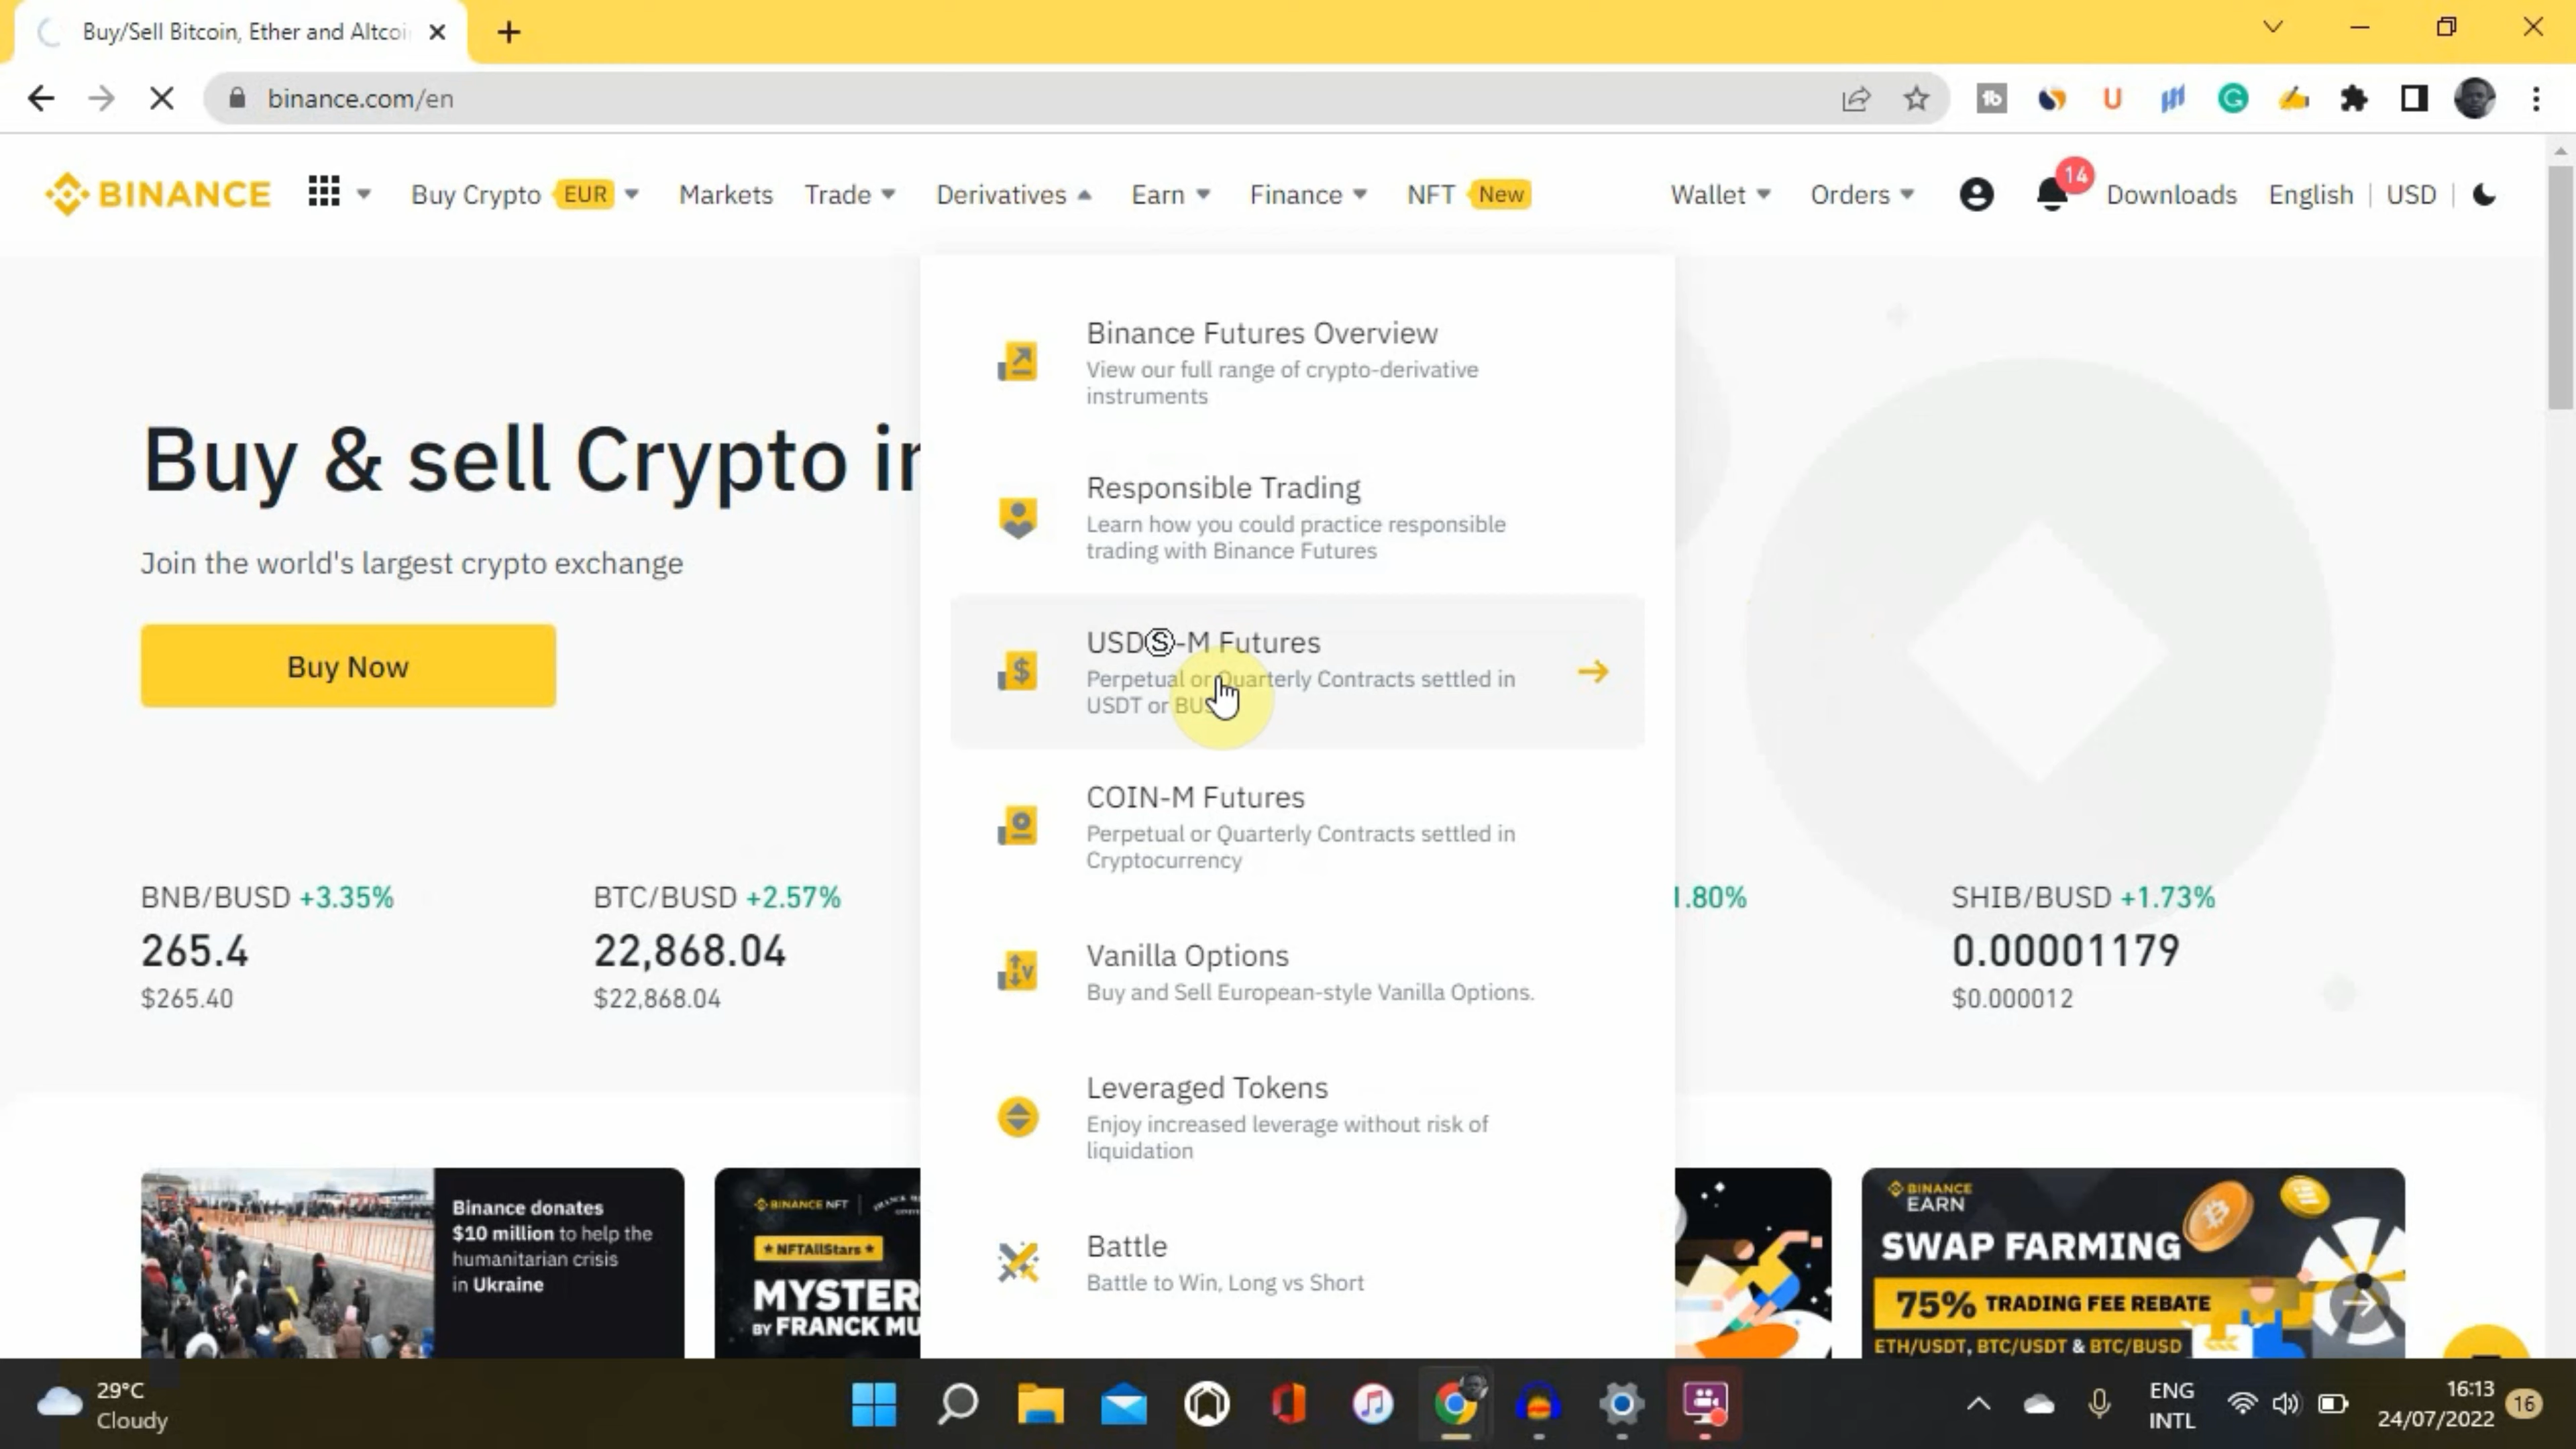 Buy/Sell Bitcoin, Ether and Altcoi
binance.com/en
BINANCE
Buy Crypto EUR
Markets
Trade
Derivatives
Earn
Finance
NFT New
Wallet
Orders
14
Downloads
English | USD
Binance Futures Overview
View our full range of crypto-derivative
instruments
Responsible Trading
Learn how you could practice responsible
trading with Binance Futures
USDⓈ-M Futures
Perpetual or Quarterly Contracts settled in
USDT or BUS
COIN-M Futures
Perpetual or Quarterly Contracts settled in
Cryptocurrency
Vanilla Options
Buy and Sell European-style Vanilla Options.
Leveraged Tokens
Enjoy increased leverage without risk of
liquidation
Battle
Battle to Win, Long vs Short
Buy & sell Crypto in
Join the world's largest crypto exchange
Buy Now
BNB/BUSD +3.35%
265.4
$265.40
BTC/BUSD +2.57%
22,868.04
$22,868.04
1.80%
SHIB/BUSD +1.73%
0.00001179
$0.000012
Binance donates
$10 million to help the
humanitarian crisis
in Ukraine
BINANCE NFT
★ NFTAllStars ★
MYSTER
BY FRANCK MU
BINANCE
EARN
SWAP FARMING
75% TRADING FEE REBATE
ETH/USDT, BTC/USDT & BTC/BUSD
29°C
Cloudy
ENG
INTL
16:13
24/07/2022
16